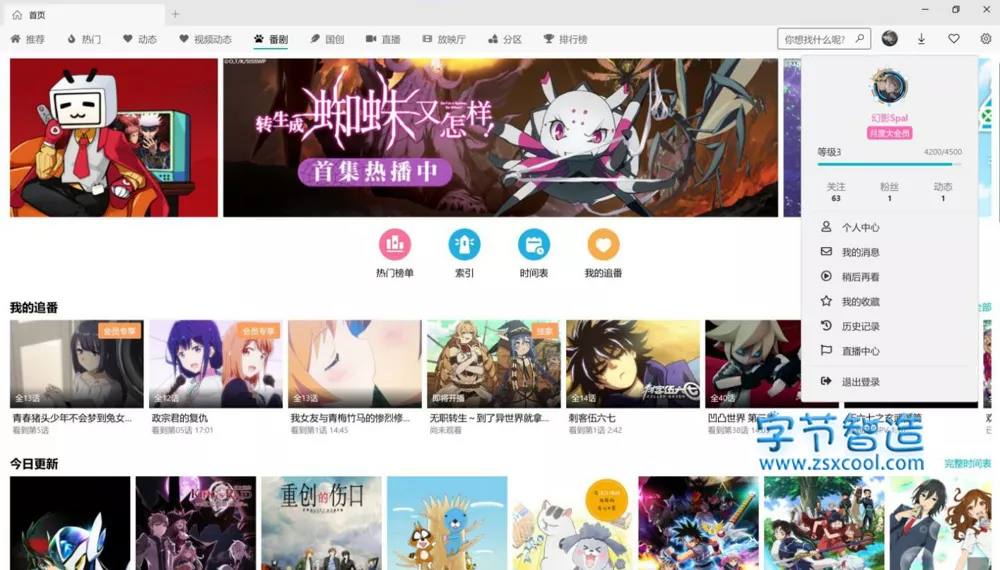 首页
推荐
热门
动态
视频动态
番剧
国创
直播
放映厅
分区
排行榜
你想找什么呢?
转生成蜘蛛又怎样!
首集热播中
幻影Spal
月度大会员
等级3
4200/4500
关注
粉丝
动态
63
1
1
个人中心
我的消息
稍后再看
我的收藏
历史记录
直播中心
退出登录
热门榜单
索引
时间表
我的追番
我的追番
会员专享
会员专享
独家
全13话
全12话
全13话
即将开播
全14话
全40话
青春猪头少年不会梦到兔女...
政宗君的复仇
我女友与青梅竹马的惨烈修...
无职转生~到了异世界就拿...
刺客伍六七
凹凸世界 第三季
看到第5话
看到第05话 17:01
看到第1话 14:45
尚未观看
看到第1话 2:42
看到第38话
字节智造
www.zsxcool.com
今日更新
完整时间表
重创的伤口